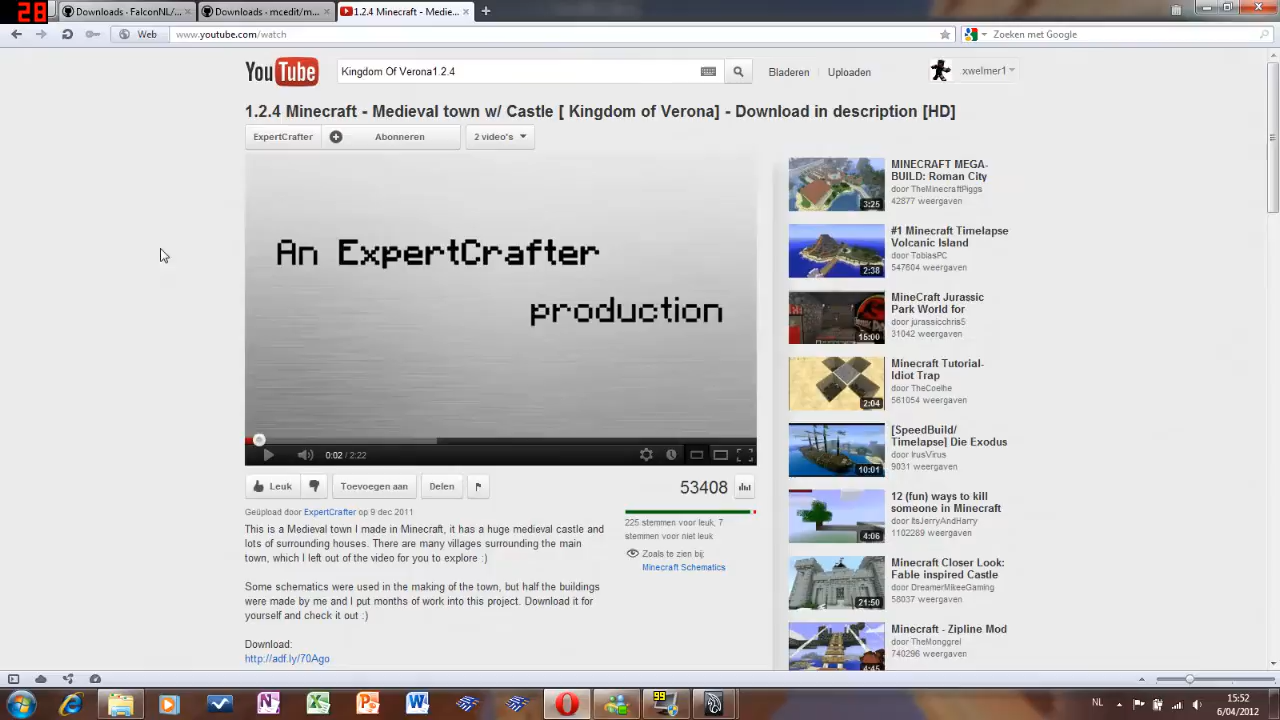 28
Downloads - FalconNL/...
Downloads - mcedit/m...
1.2.4 Minecraft - Medie...
Web
www.youtube.com/watch
Zoeken met Google
YouTube
Kingdom Of Verona1.2.4
Bladeren
Uploaden
xwelmer1
1.2.4 Minecraft - Medieval town w/ Castle [ Kingdom of Verona] - Download in description [HD]
ExpertCrafter
Abonneren
2 video's
An ExpertCrafter
production
0:02 / 2:22
Leuk
Toevoegen aan
Delen
53408
Geüpload door ExpertCrafter op 9 dec 2011
This is a Medieval town I made in Minecraft, it has a huge medieval castle and
lots of surrounding houses. There are many villages surrounding the main
town, which I left out of the video for you to explore :)
Some schematics were used in the making of the town, but half the buildings
were made by me and I put months of work into this project. Download it for
yourself and check it out :)
Download:
http://adf.ly/70Ago
225 stemmen voor leuk, 7
stemmen voor niet leuk
Zoals te zien bij:
Minecraft Schematics
MINECRAFT MEGA-
BUILD: Roman City
door TheMinecraftPiggs
42877 weergaven
3:25
#1 Minecraft Timelapse
Volcanic Island
door TobiasPC
547604 weergaven
2:38
MineCraft Jurassic
Park World for
door jurassicchris5
31042 weergaven
15:00
Minecraft Tutorial-
Idiot Trap
door TheCoelhe
561054 weergaven
2:04
[SpeedBuild/
Timelapse] Die Exodus
door IrusVirus
9031 weergaven
10:01
12 (fun) ways to kill
someone in Minecraft
door ItsJerryAndHarry
1102289 weergaven
4:06
Minecraft Closer Look:
Fable inspired Castle
door DreamerMikeeGaming
58037 weergaven
21:50
Minecraft - Zipline Mod
door TheMonggrei
740296 weergaven
4:45
99
NL
15:52
6/04/2012